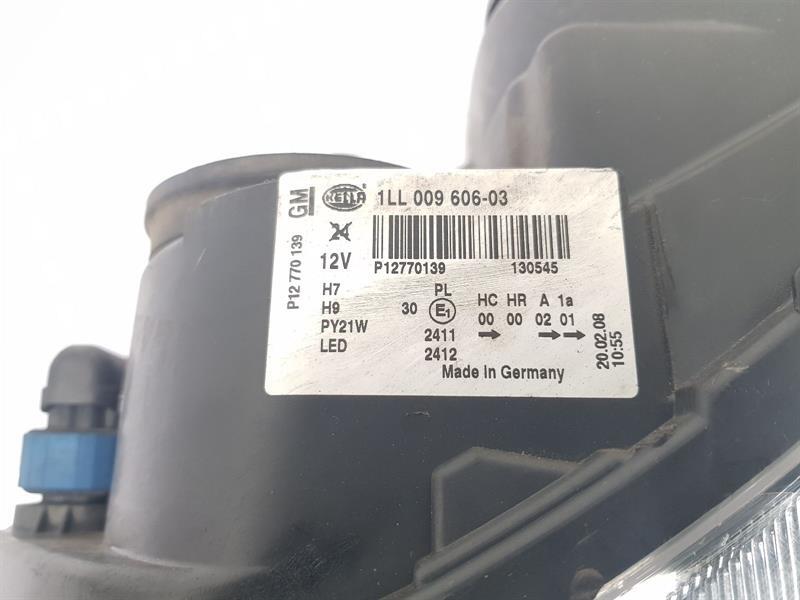 P12 770 139
GM
HELLA
1LL 009 606-03
24
12V
P12770139 130545
H7 PL HC HR A 1a
H9 30 E1 00 00 02 01
PY21W 2411
LED 2412
Made in Germany
20.02.08
10:55